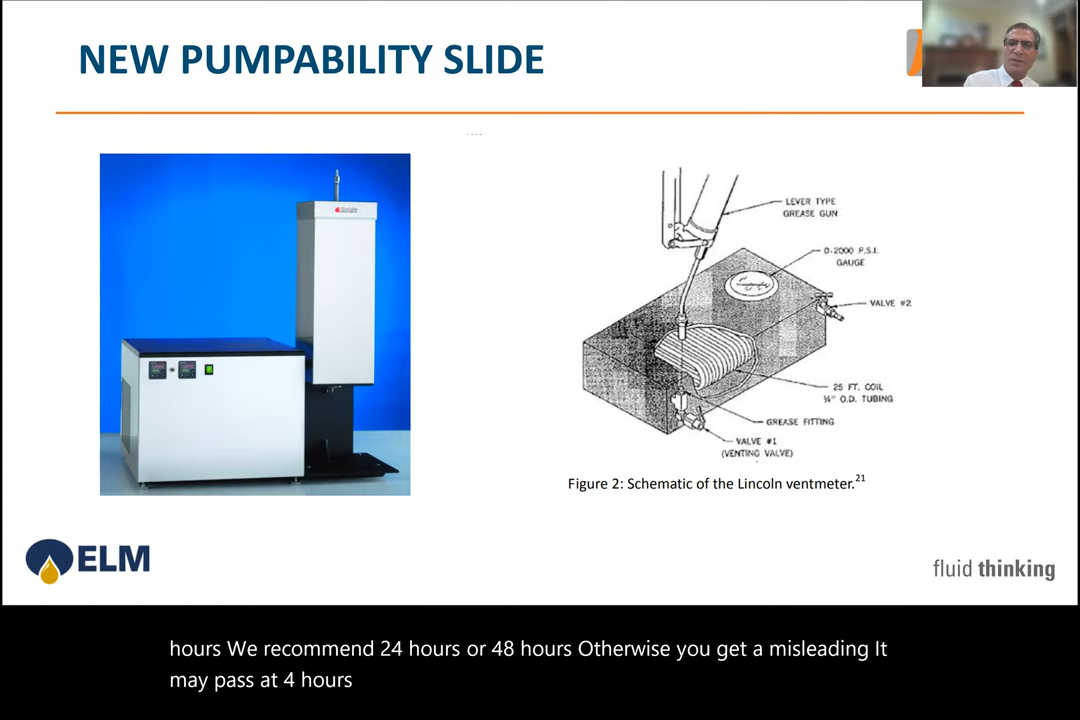 NEW PUMPABILITY SLIDE
LEVER TYPE
GREASE GUN
0-2000 P.S.I.
GAUGE
VALVE #2
25 FT. COIL
¼" O.D. TUBING
GREASE FITTING
VALVE #1
(VENTING VALVE)
Figure 2: Schematic of the Lincoln ventmeter.21
ELM
fluid thinking
hours We recommend 24 hours or 48 hours Otherwise you get a misleading It
may pass at 4 hours